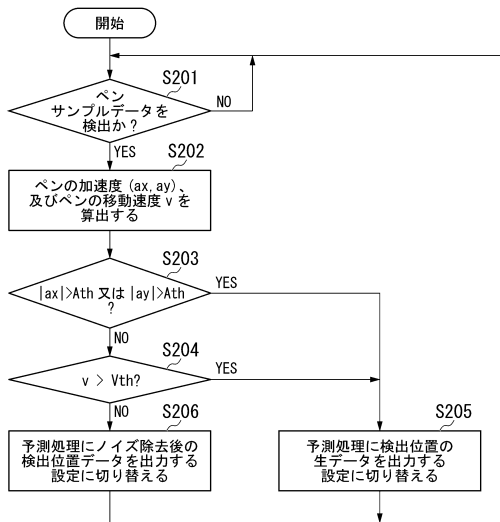 開始
S201
ペン
サンプルデータを
検出か?
NO
YES
S202
ペンの加速度(ax,ay)、
及びペンの移動速度vを
算出する
S203
|ax|>Ath 又は |ay|>Ath
?
YES
NO
S204
v > Vth?
YES
NO
S206
予測処理にノイズ除去後の
検出位置データを出力する
設定に切り替える
S205
予測処理に検出位置の
生データを出力する
設定に切り替える